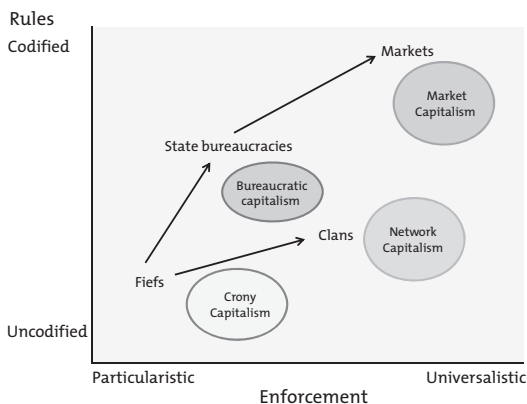 Rules
Codified
Markets
Market
Capitalism
State bureaucracies
Bureaucratic
capitalism
Clans
Network
Capitalism
Fiefs
Crony
Capitalism
Uncodified
Particularistic
Universalistic
Enforcement